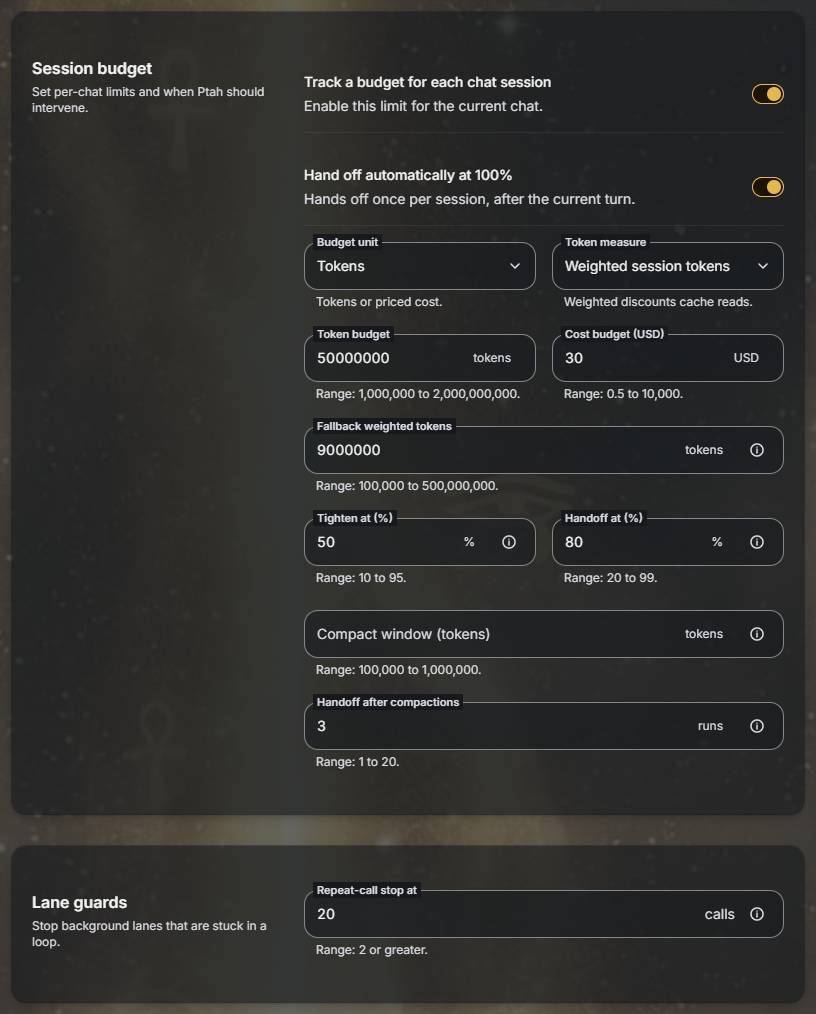 Session budget
Set per-chat limits and when Ptah should
intervene.
Track a budget for each chat session
Enable this limit for the current chat.
Hand off automatically at 100%
Hands off once per session, after the current turn.
Budget unit
Tokens
Tokens or priced cost.
Token measure
Weighted session tokens
Weighted discounts cache reads.
Token budget
50000000 tokens
Range: 1,000,000 to 2,000,000,000.
Cost budget (USD)
30 USD
Range: 0.5 to 10,000.
Fallback weighted tokens
9000000 tokens
Range: 100,000 to 500,000,000.
Tighten at (%)
50 %
Range: 10 to 95.
Handoff at (%)
80 %
Range: 20 to 99.
Compact window (tokens) tokens
Range: 100,000 to 1,000,000.
Handoff after compactions
3 runs
Range: 1 to 20.
Lane guards
Stop background lanes that are stuck in a
loop.
Repeat-call stop at
20 calls
Range: 2 or greater.